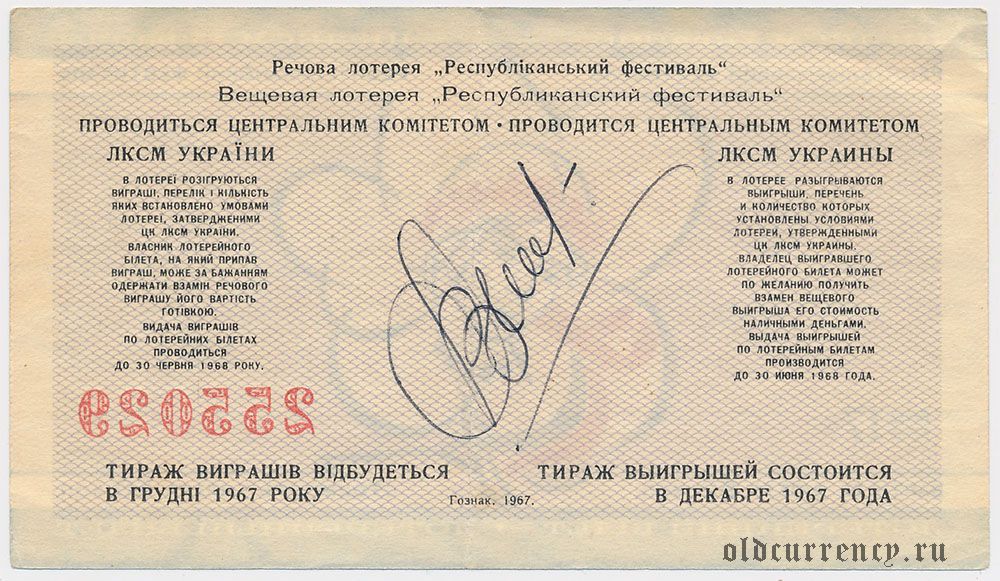 Речова лотерея „Республіканський фестиваль“
Вещевая лотерея „Республиканский фестиваль“
ПРОВОДИТЬСЯ ЦЕНТРАЛЬНИМ КОМІТЕТОМ • ПРОВОДИТСЯ ЦЕНТРАЛЬНЫМ КОМИТЕТОМ
ЛКСМ УКРАЇНИ
В ЛОТЕРЕЇ РОЗІГРУЮТЬСЯ
ВИГРАШІ, ПЕРЕЛІК І КІЛЬКІСТЬ
ЯКИХ ВСТАНОВЛЕНО УМОВАМИ
ЛОТЕРЕЇ, ЗАТВЕРДЖЕНИМИ
ЦК ЛКСМ УКРАЇНИ.
ВЛАСНИК ЛОТЕРЕЙНОГО
БІЛЕТА, НА ЯКИЙ ПРИПАВ
ВИГРАШ, МОЖЕ ЗА БАЖАННЯМ
ОДЕРЖАТИ ВЗАМІН РЕЧОВОГО
ВИГРАШУ ЙОГО ВАРТІСТЬ
ГОТІВКОЮ.
ВИДАЧА ВИГРАШІВ
ПО ЛОТЕРЕЙНИХ БІЛЕТАХ
ПРОВОДИТЬСЯ
ДО 30 ЧЕРВНЯ 1968 РОКУ.
ЛКСМ УКРАИНЫ
В ЛОТЕРЕЕ РАЗЫГРЫВАЮТСЯ
ВЫИГРЫШИ, ПЕРЕЧЕНЬ
И КОЛИЧЕСТВО КОТОРЫХ
УСТАНОВЛЕНЫ УСЛОВИЯМИ
ЛОТЕРЕИ, УТВЕРЖДЕННЫМИ
ЦК ЛКСМ УКРАИНЫ.
ВЛАДЕЛЕЦ ВЫИГРАВШЕГО
ЛОТЕРЕЙНОГО БИЛЕТА МОЖЕТ
ПО ЖЕЛАНИЮ ПОЛУЧИТЬ
ВЗАМЕН ВЕЩЕВОГО
ВЫИГРЫША ЕГО СТОИМОСТЬ
НАЛИЧНЫМИ ДЕНЬГАМИ.
ВЫДАЧА ВЫИГРЫШЕЙ
ПО ЛОТЕРЕЙНЫМ БИЛЕТАМ
ПРОИЗВОДИТСЯ
ДО 30 ИЮНЯ 1968 ГОДА.
ТИРАЖ ВИГРАШІВ ВІДБУДЕТЬСЯ
В ГРУДНІ 1967 РОКУ
Гознак. 1967.
ТИРАЖ ВЫИГРЫШЕЙ СОСТОИТСЯ
В ДЕКАБРЕ 1967 ГОДА
oldcurrency.ru